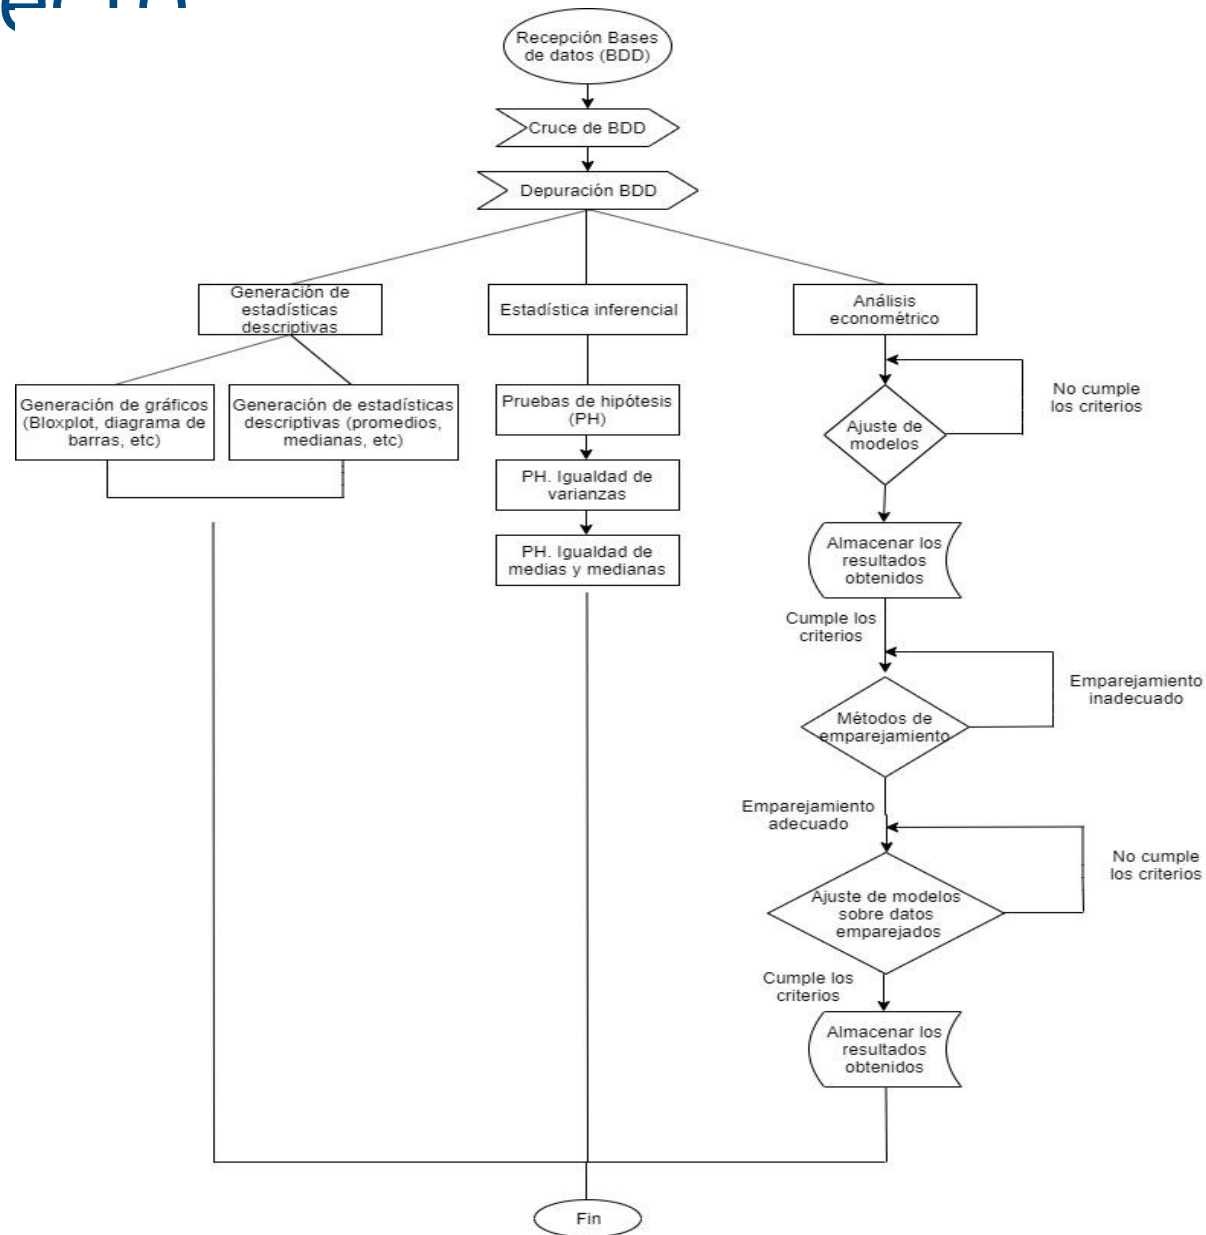 Recepción Bases
de datos (BDD)
Cruce de BDD
Depuración BDD
Generación de
estadísticas
descriptivas
Estadística inferencial
Análisis
econométrico
Generación de gráficos
(Bloxplot, diagrama de
barras, etc)
Generación de estadísticas
descriptivas (promedios,
medianas, etc)
Pruebas de hipótesis
(PH)
PH. Igualdad de
varianzas
PH. Igualdad de
medias y medianas
No cumple
los criterios
Ajuste de
modelos
Almacenar los
resultados
obtenidos
Cumple los
criterios
Emparejamiento
inadecuado
Métodos de
emparejamiento
Emparejamiento
adecuado
No cumple
los criterios
Ajuste de modelos
sobre datos
emparejados
Cumple los
criterios
Almacenar los
resultados
obtenidos
Fin